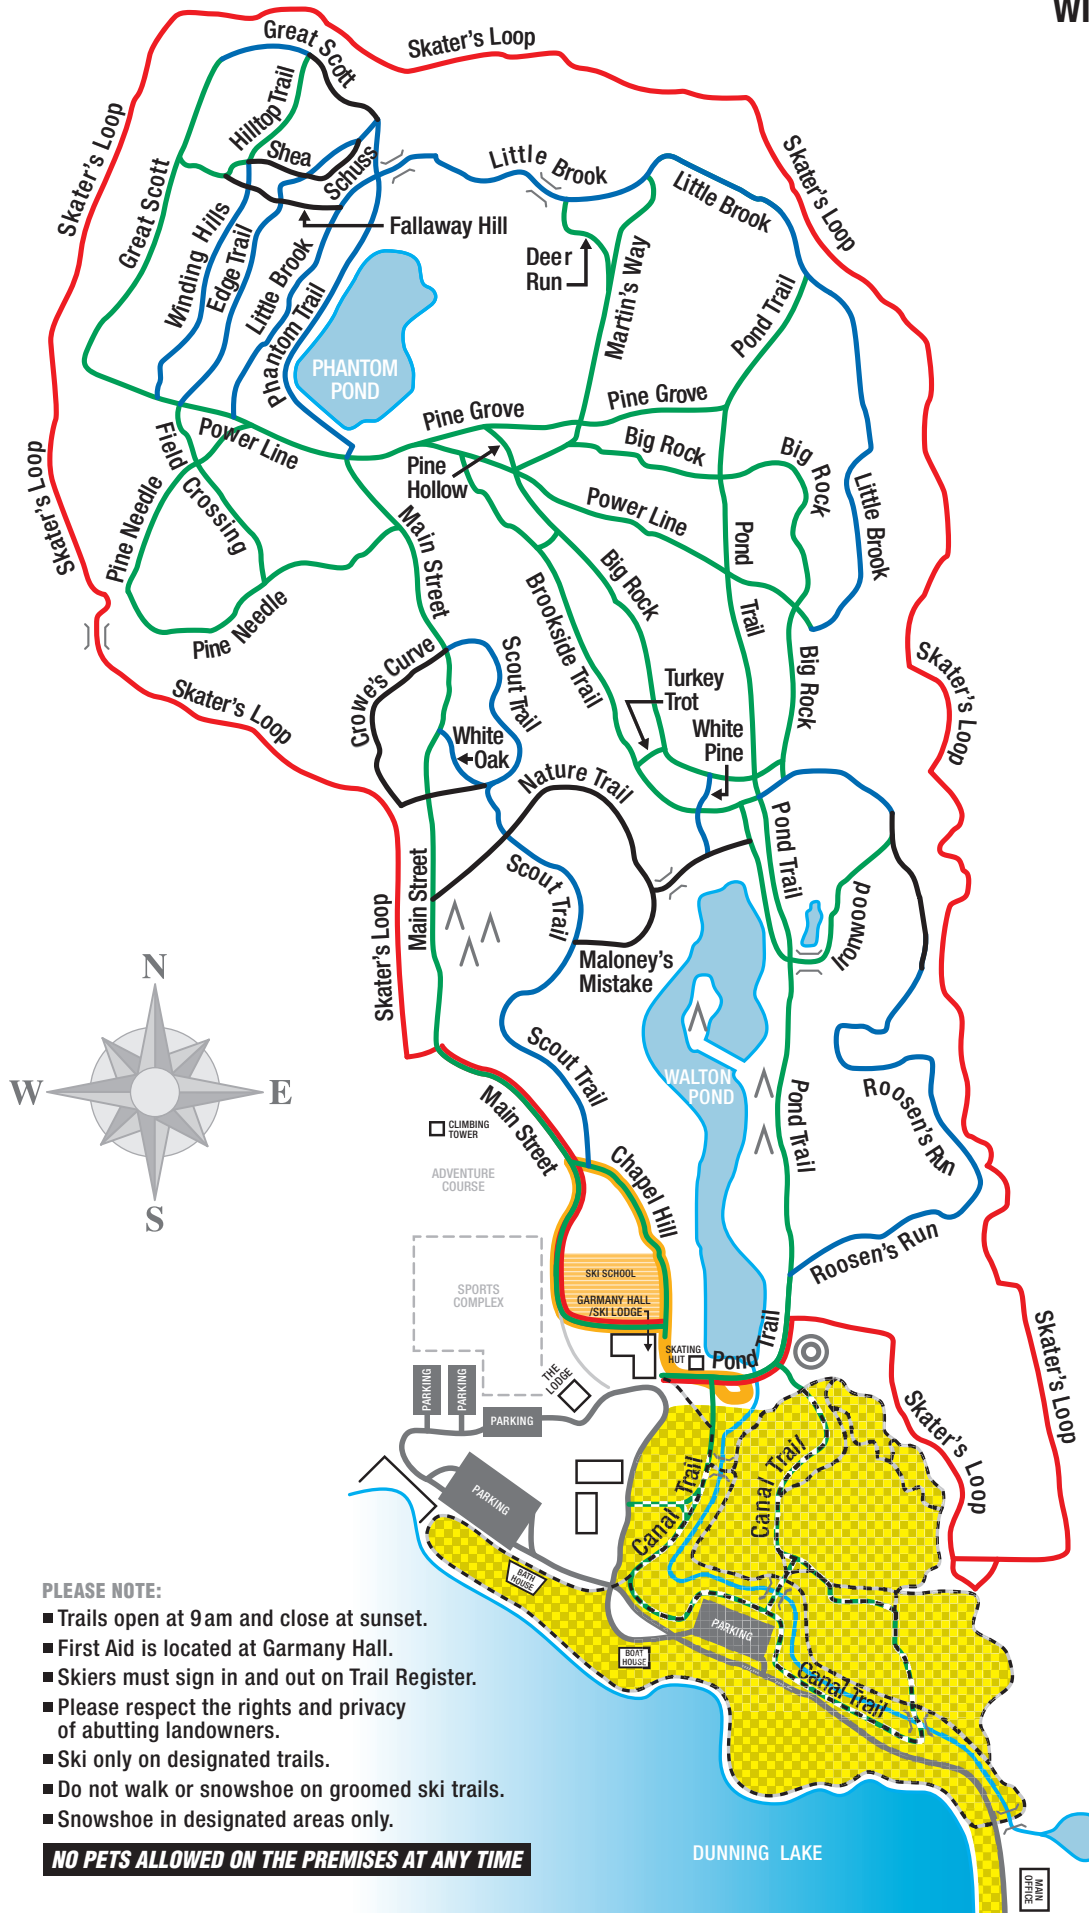 WI
Great Scott
Skater's Loop
Skater's Loop
Hilltop Trail
Shea
Schuss
Little Brook
Little Brook
Skater's Loop
Great Scott
Fallaway Hill
Winding Hills
Edge Trail
Little Brook
Phantom Trail
Deer
Run
Martin's Way
Pond Trail
PHANTOM
POND
Pine Grove
Pine Grove
Field
Crossing
Power Line
Pine
Hollow
Big Rock
Big Rock
Skater's Loop
Pine Needle
Power Line
Little Brook
Main Street
Pond
Trail
Big Rock
Brookside Trail
Pine Needle
Crowe's Curve
Scout Trail
Big Rock
Skater's Loop
Turkey
Trot
Skater's Loop
White
Oak
White
Pine
Nature Trail
Pond Trail
Main Street
Scout Trail
Ironwood
Skater's Loop
Maloney's
Mistake
N
W
E
S
Scout Trail
WALTON
POND
Roosen's Run
Main Street
CLIMBING
TOWER
Pond Trail
ADVENTURE
COURSE
Chapel Hill
Roosen's Run
SPORTS
COMPLEX
SKI SCHOOL
GARMANY HALL
/SKI LODGE
SKATING
HUT
Pond Trail
Skater's Loop
THE
LODGE
PARKING
PARKING
PARKING
Skater's Loop
Canal Trail
Canal Trail
PARKING
BATH
HOUSE
PARKING
BOAT
HOUSE
Canal Trail
PLEASE NOTE:
■ Trails open at 9 am and close at sunset.
■ First Aid is located at Garmany Hall.
■ Skiers must sign in and out on Trail Register.
■ Please respect the rights and privacy
of abutting landowners.
■ Ski only on designated trails.
■ Do not walk or snowshoe on groomed ski trails.
■ Snowshoe in designated areas only.
NO PETS ALLOWED ON THE PREMISES AT ANY TIME
DUNNING LAKE
MAIN
OFFICE